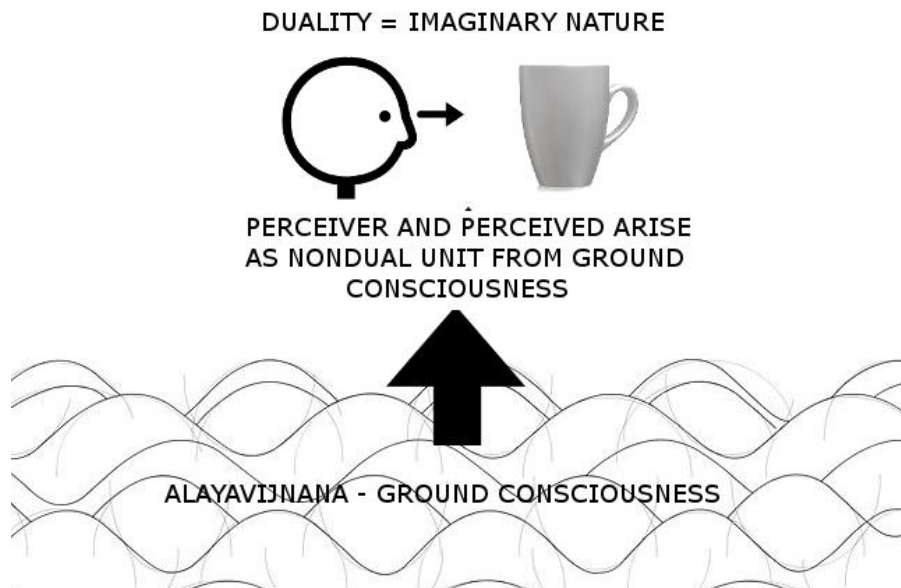 DUALITY = IMAGINARY NATURE
PERCEIVER AND PERCEIVED ARISE
AS NONDUAL UNIT FROM GROUND
CONSCIOUSNESS
ALAYAVIJNANA - GROUND CONSCIOUSNESS